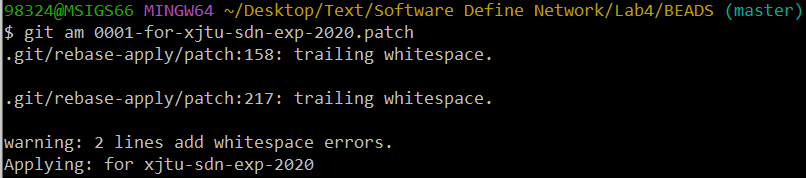 98324@MSIGS66 MINGW64 ~/Desktop/Text/Software Define Network/Lab4/BEADS (master)
$ git am 0001-for-xjtu-sdn-exp-2020.patch
.git/rebase-apply/patch:158: trailing whitespace.
.git/rebase-apply/patch:217: trailing whitespace.
warning: 2 lines add whitespace errors.
Applying: for xjtu-sdn-exp-2020